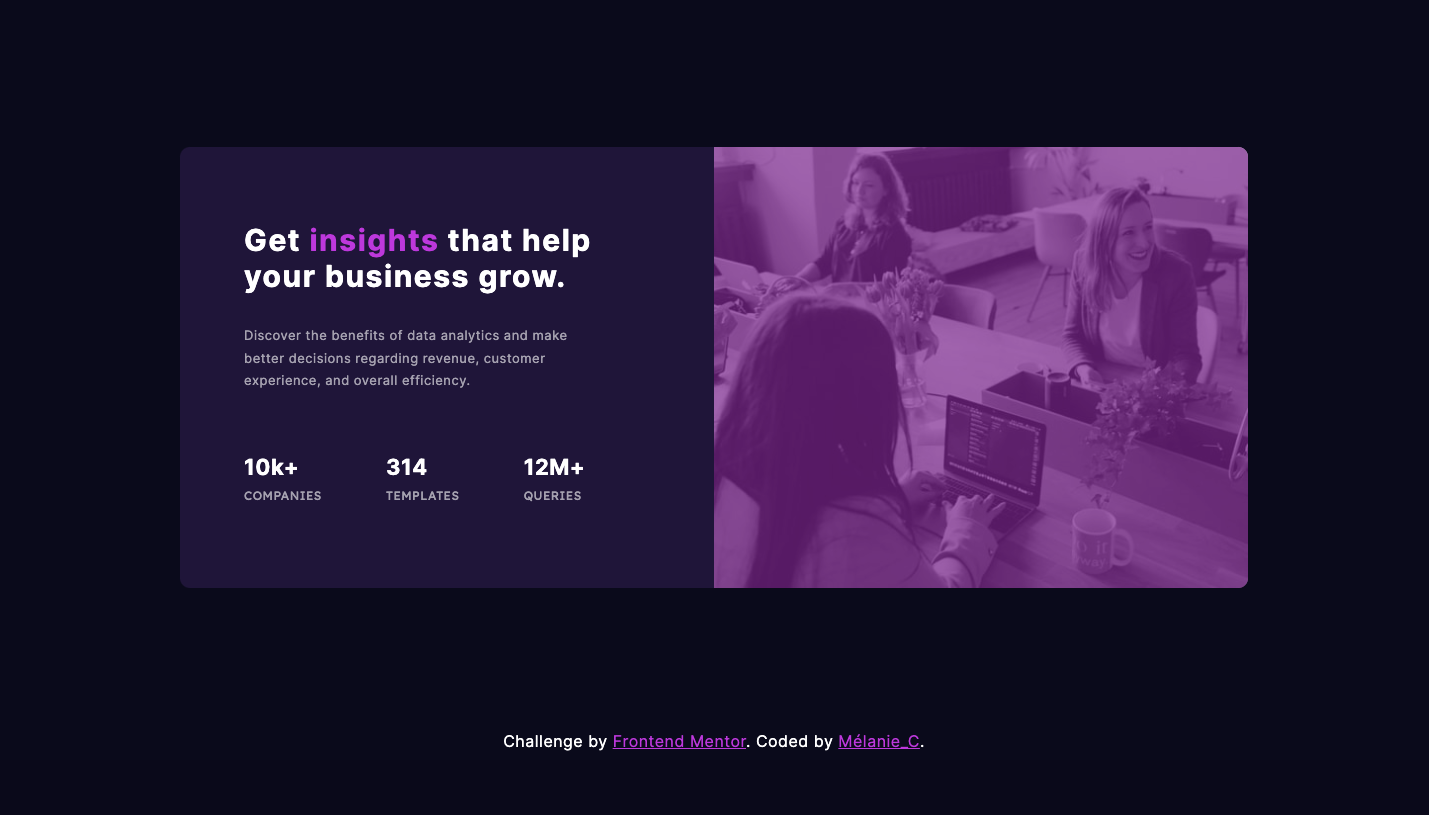 Get insights that help
your business grow.
Discover the benefits of data analytics and make
better decisions regarding revenue, customer
experience, and overall efficiency.
10k+ 314 12M+
COMPANIES TEMPLATES QUERIES
Challenge by Frontend Mentor. Coded by Mélanie_C.